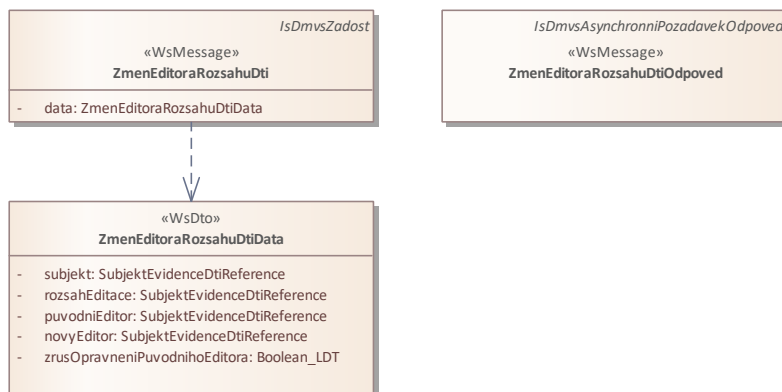 IsDmvsZadost
«WsMessage»
ZmenEditoraRozsahuDti
- data: ZmenEditoraRozsahuDtiData
IsDmvsAsynchronniPozadavekOdpoved
«WsMessage»
ZmenEditoraRozsahuDtiOdpoved
«WsDto»
ZmenEditoraRozsahuDtiData
- subjekt: SubjektEvidenceDtiReference
- rozsahEditace: SubjektEvidenceDtiReference
- puvodniEditor: SubjektEvidenceDtiReference
- novyEditor: SubjektEvidenceDtiReference
- zrusOpravneniPuvodnihoEditora: Boolean_LDT